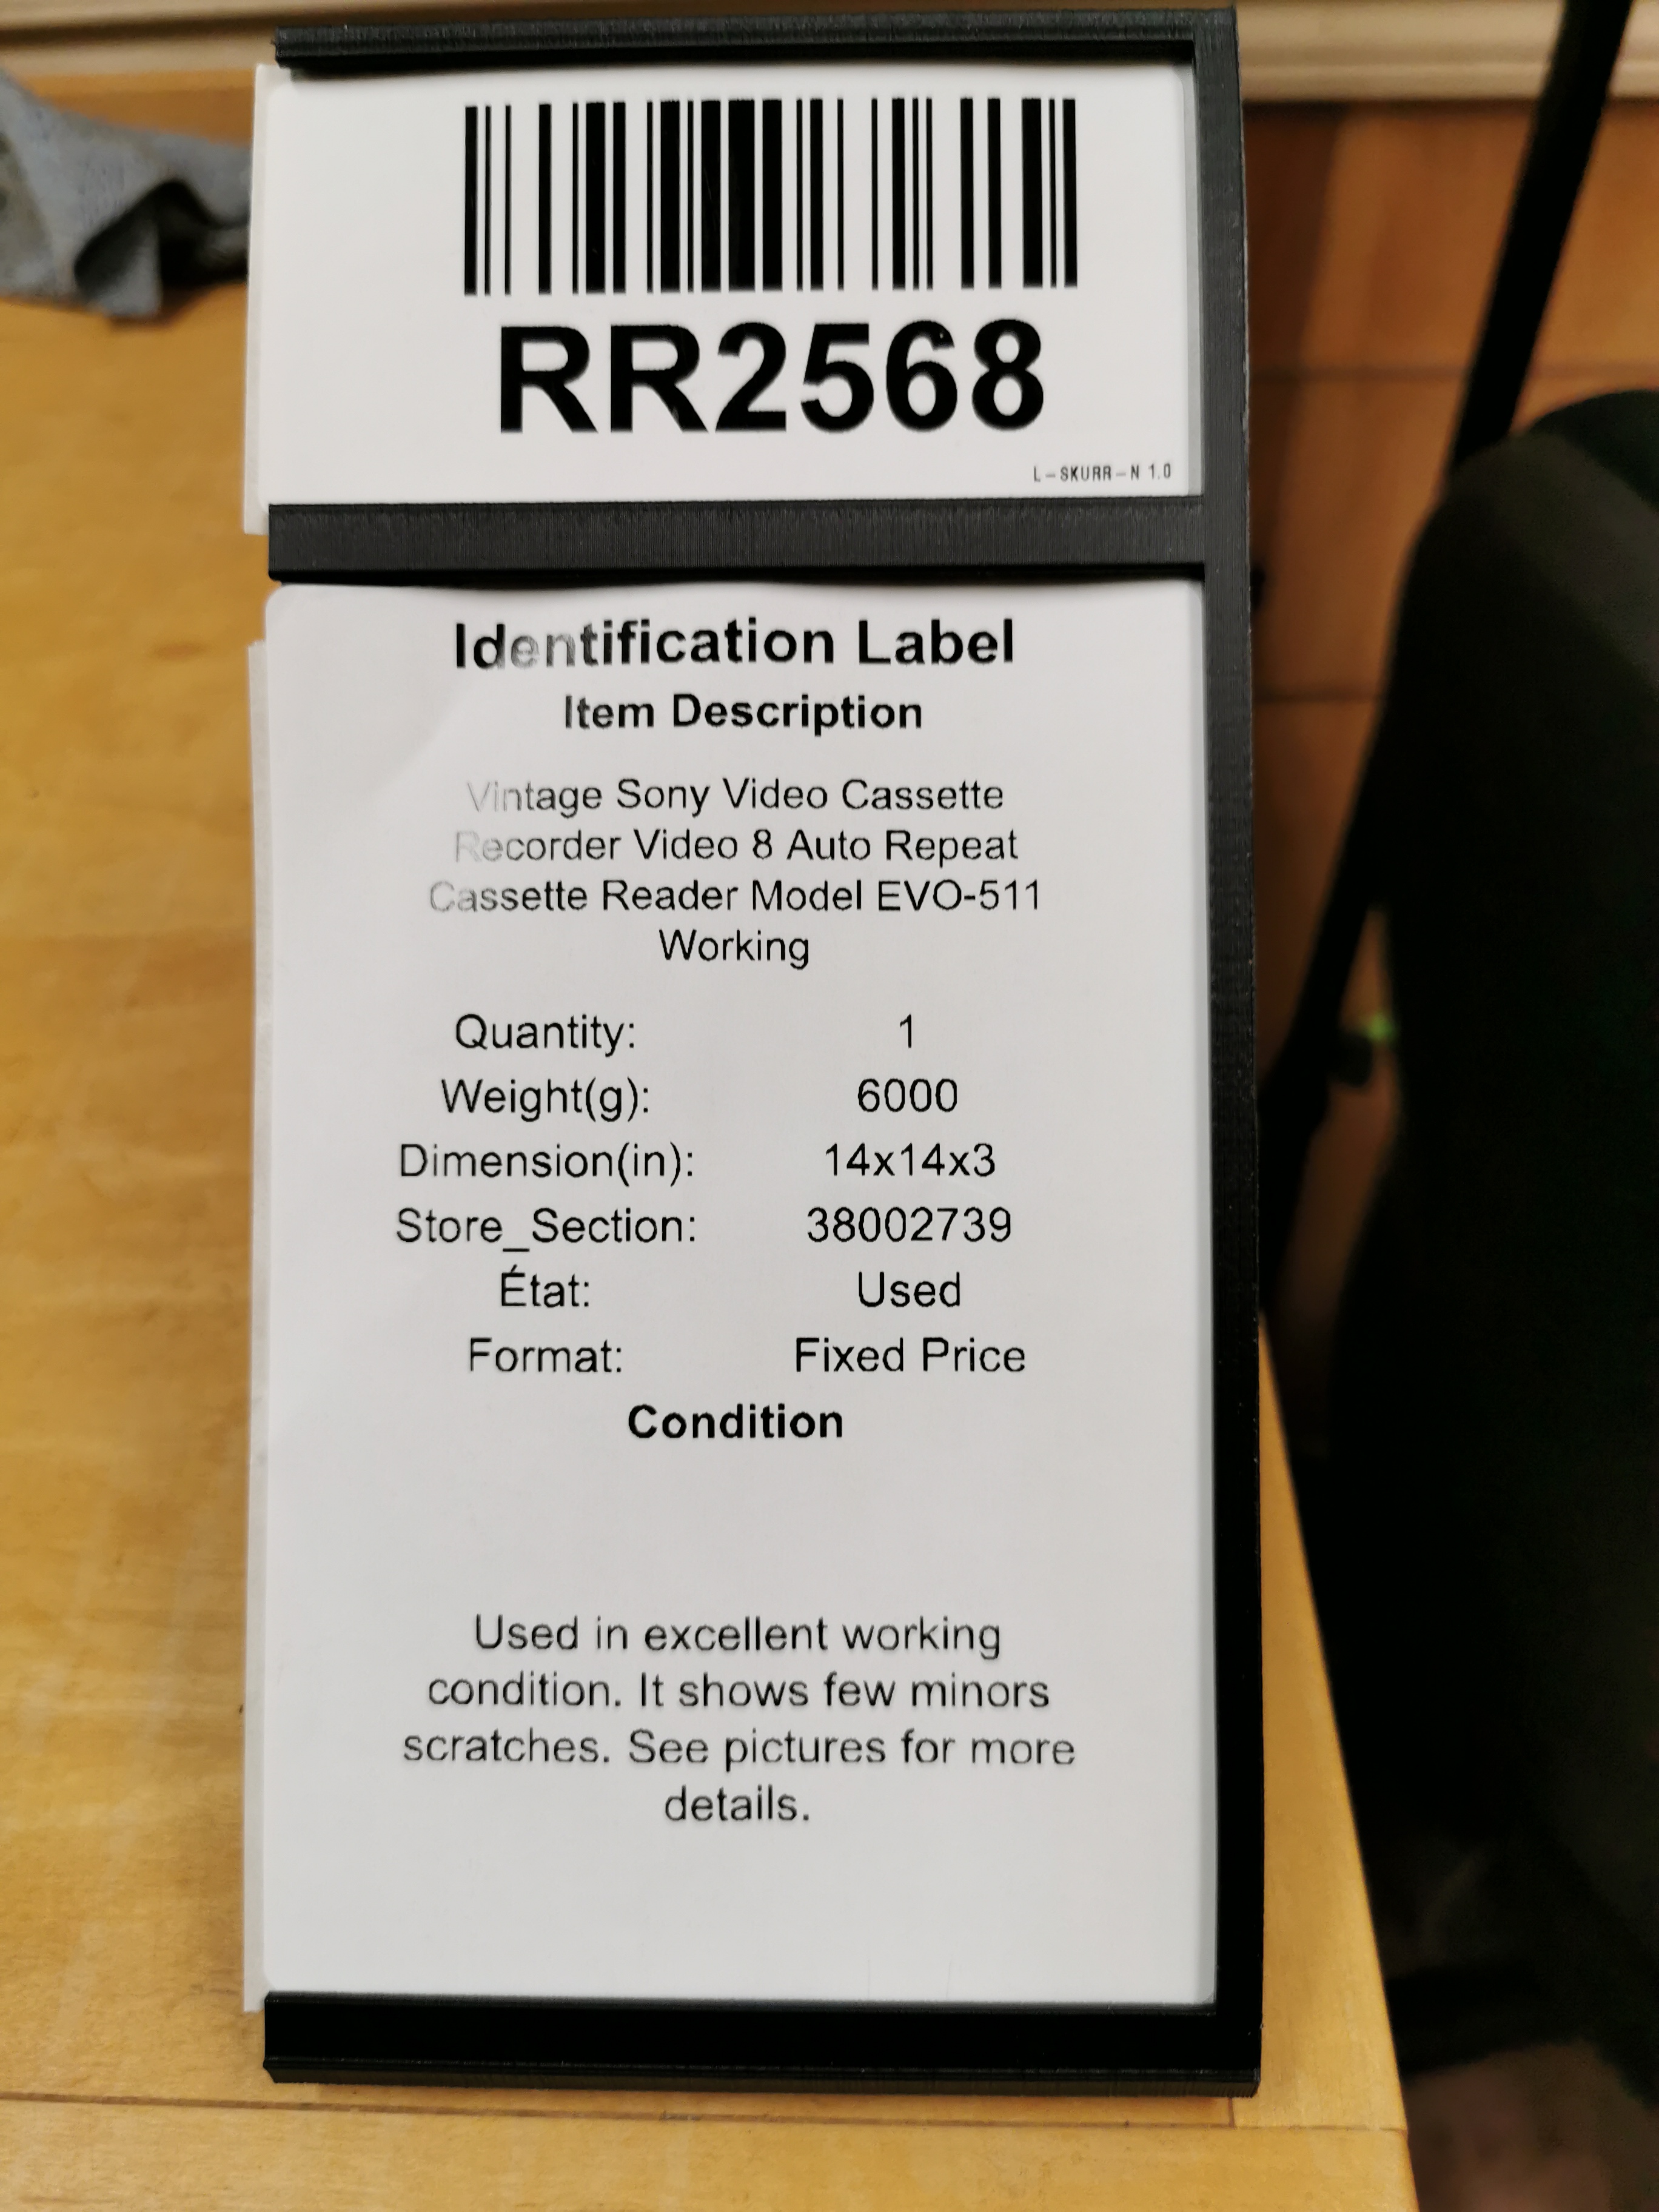 RR2568
L-SKURR-N 1.0
Identification Label
Item Description
Vintage Sony Video Cassette
Recorder Video 8 Auto Repeat
Cassette Reader Model EVO-511
Working
Quantity: 1
Weight(g): 6000
Dimension(in): 14x14x3
Store_Section: 38002739
État: Used
Format: Fixed Price
Condition
Used in excellent working
condition. It shows few minors
scratches. See pictures for more
details.